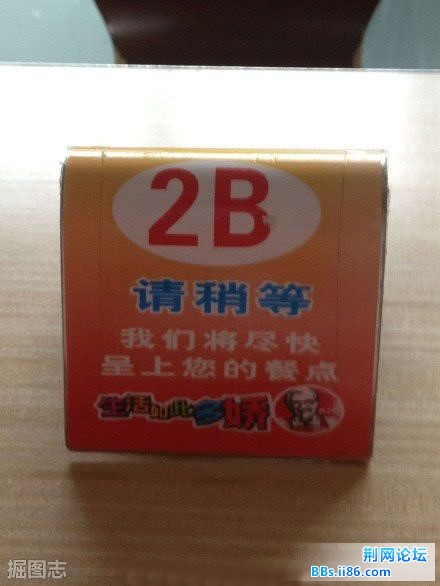 2B
请稍等
我们将尽快
呈上您的餐点
生活如此多娇
掘图志
荆网论坛
BBs.ii86.com